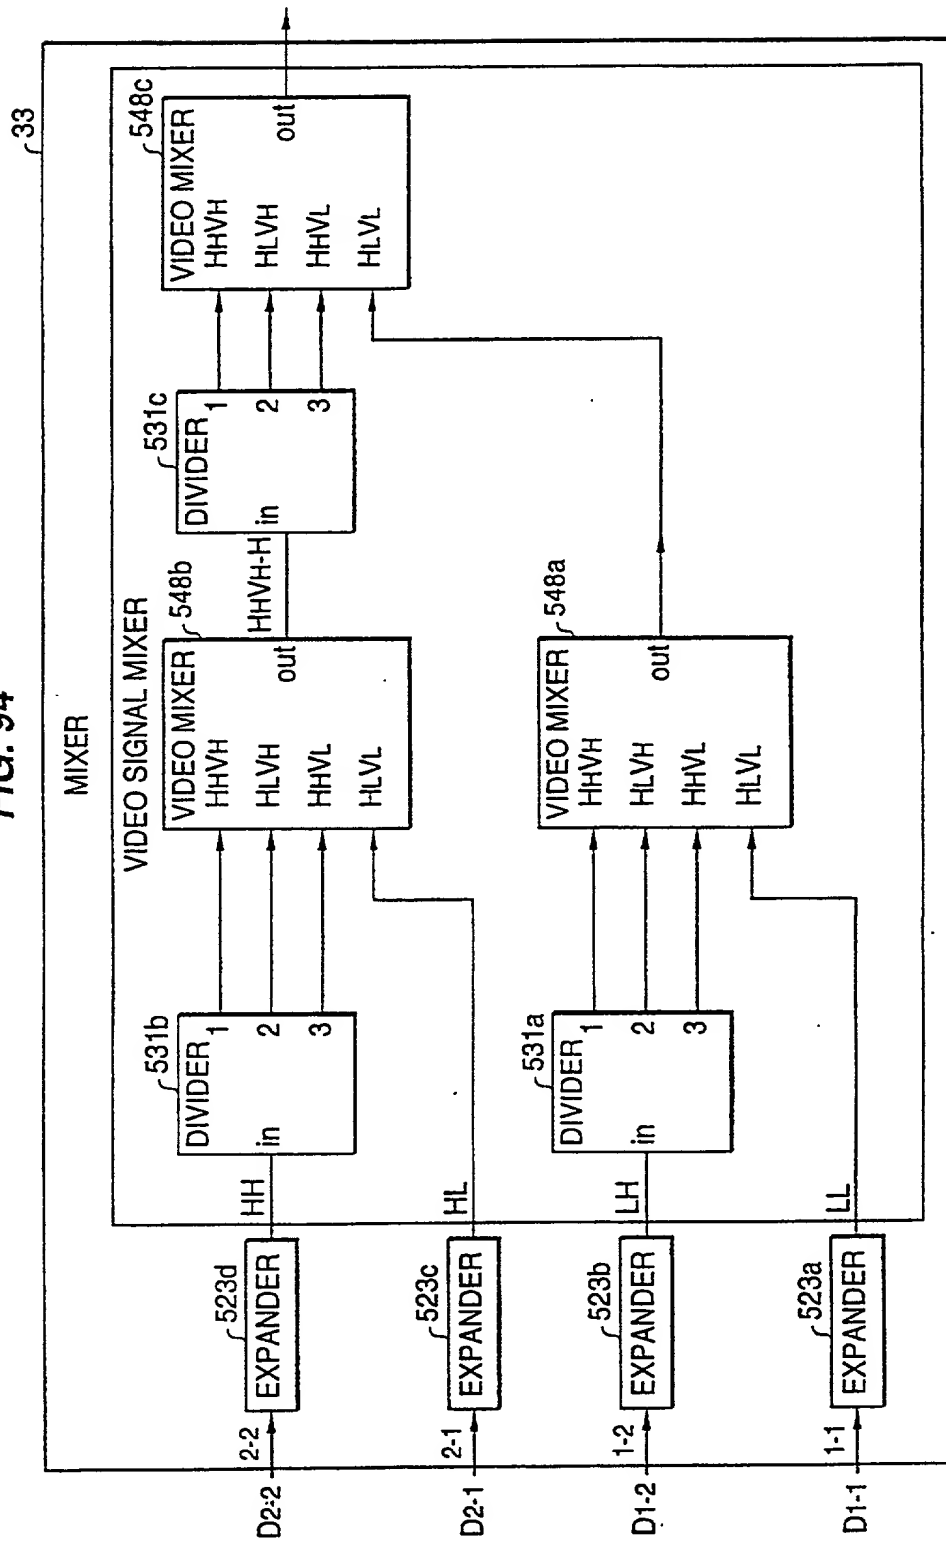 FIG. 94
33
MIXER
VIDEO SIGNAL MIXER
D2-2
2-2
EXPANDER
523d
HH
DIVIDER
531b
in
1
2
3
VIDEO MIXER
548b
HHVH
HLVH
HHVL
HLVL
out
HHVH-H
DIVIDER
531c
in
1
2
3
VIDEO MIXER
548c
HHVH
HLVH
HHVL
HLVL
out
D2-1
2-1
EXPANDER
523c
HL
D1-2
1-2
EXPANDER
523b
LH
DIVIDER
531a
in
1
2
3
VIDEO MIXER
548a
HHVH
HLVH
HHVL
HLVL
out
D1-1
1-1
EXPANDER
523a
LL